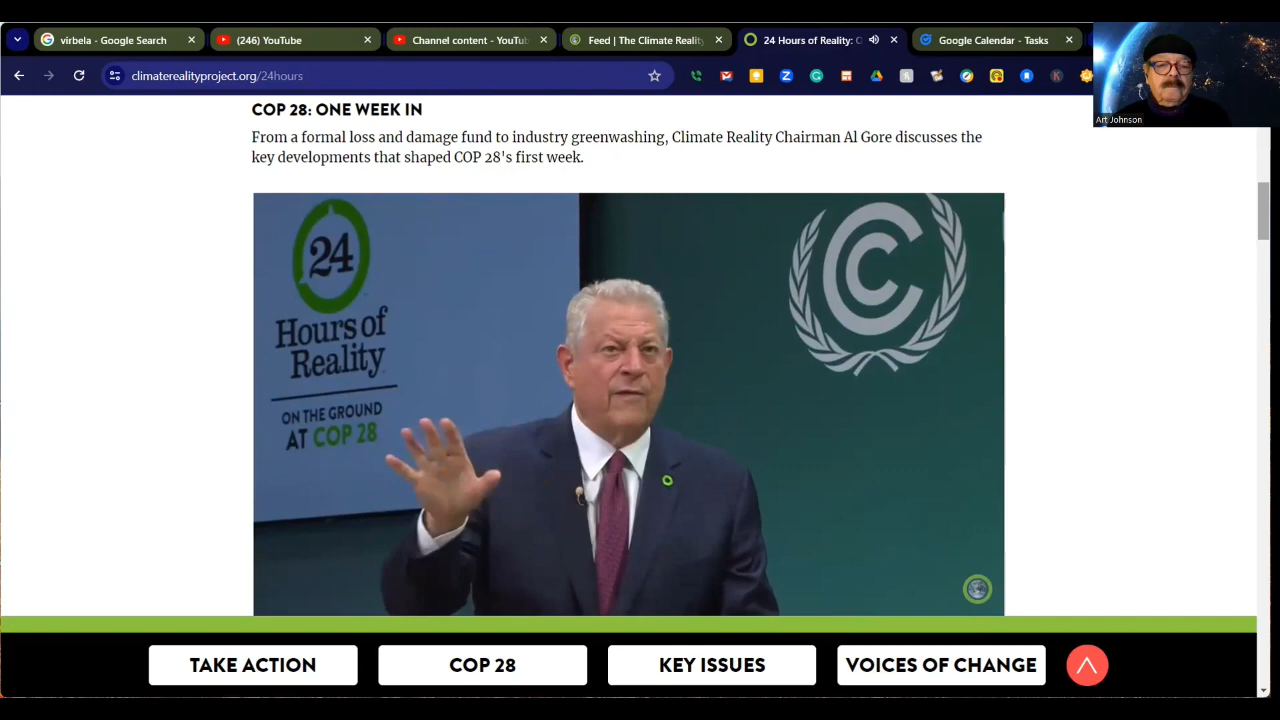 virbela - Google Search
(246) YouTube
Channel content - YouTu
Feed | The Climate Reality
24 Hours of Reality: O
Google Calendar - Tasks
climaterealityproject.org/24hours
Art Johnson
COP 28: ONE WEEK IN
From a formal loss and damage fund to industry greenwashing, Climate Reality Chairman Al Gore discusses the
key developments that shaped COP 28's first week.
24
Hours of
Reality
ON THE GROUND
AT COP 28
TAKE ACTION
COP 28
KEY ISSUES
VOICES OF CHANGE